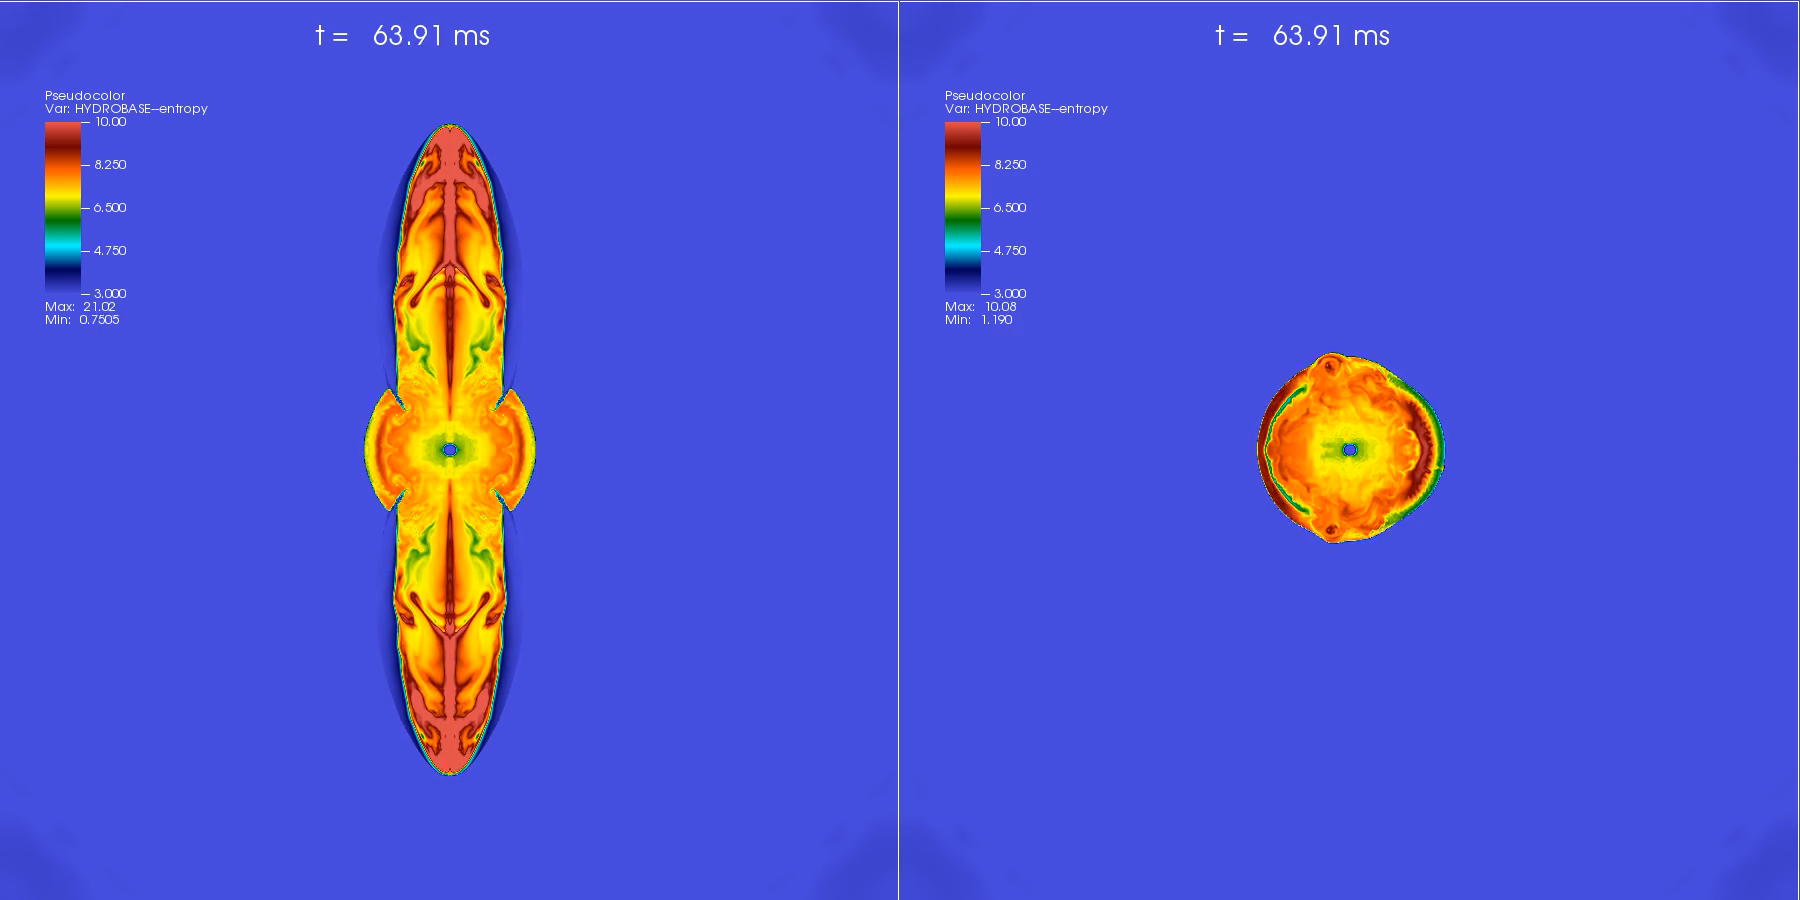 t = 63.91 ms
Pseudocolor
Var: HYDROBASE--entropy
10.00
8.250
6.500
4.750
3.000
Max: 21.02
Min: 0.7505
t = 63.91 ms
Pseudocolor
Var: HYDROBASE--entropy
10.00
8.250
6.500
4.750
3.000
Max: 10.08
Min: 1.190